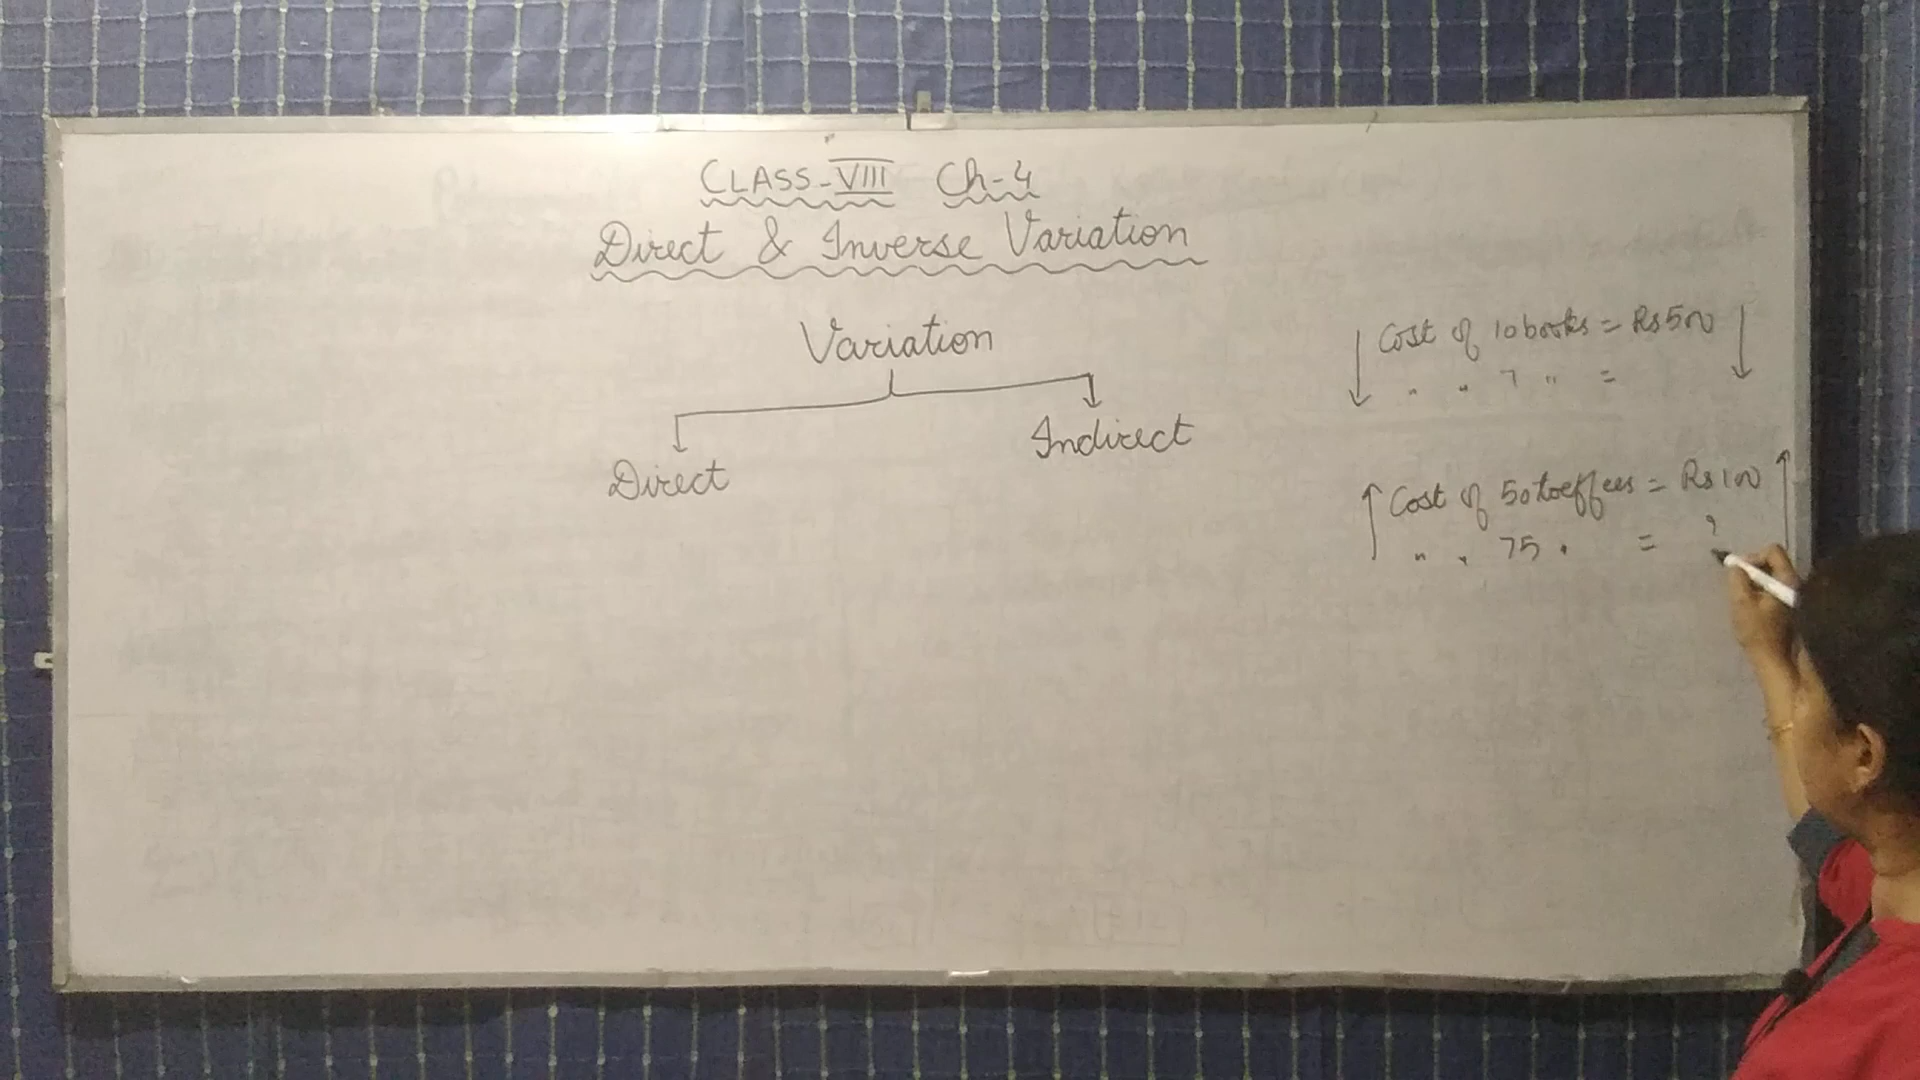 CLASS-VIII Ch-4
Direct & Inverse Variation
Variation
Direct
Indirect
Cost of 10 books = Rs 500
" " 7 " =
Cost of 50 toeffees = Rs 100
" " 75 " = ?